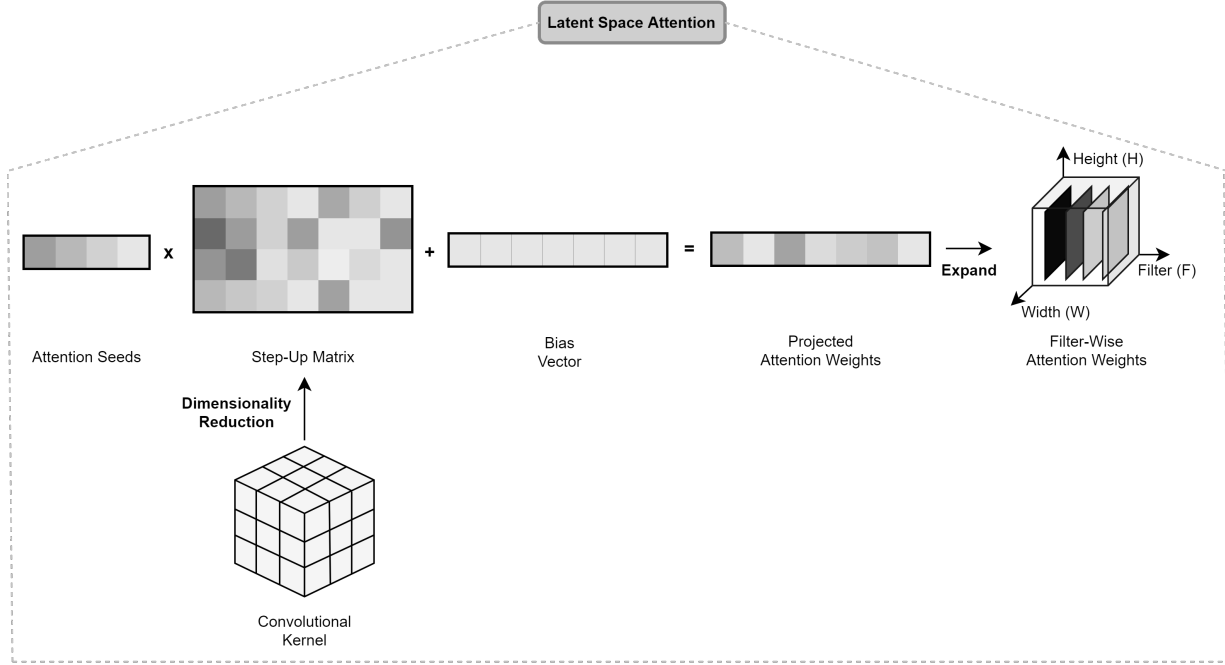 Latent Space Attention
Height (H)
x
+
=
Expand
Filter (F)
Width (W)
Attention Seeds
Step-Up Matrix
Bias
Vector
Projected
Attention Weights
Filter-Wise
Attention Weights
Dimensionality
Reduction
Convolutional
Kernel